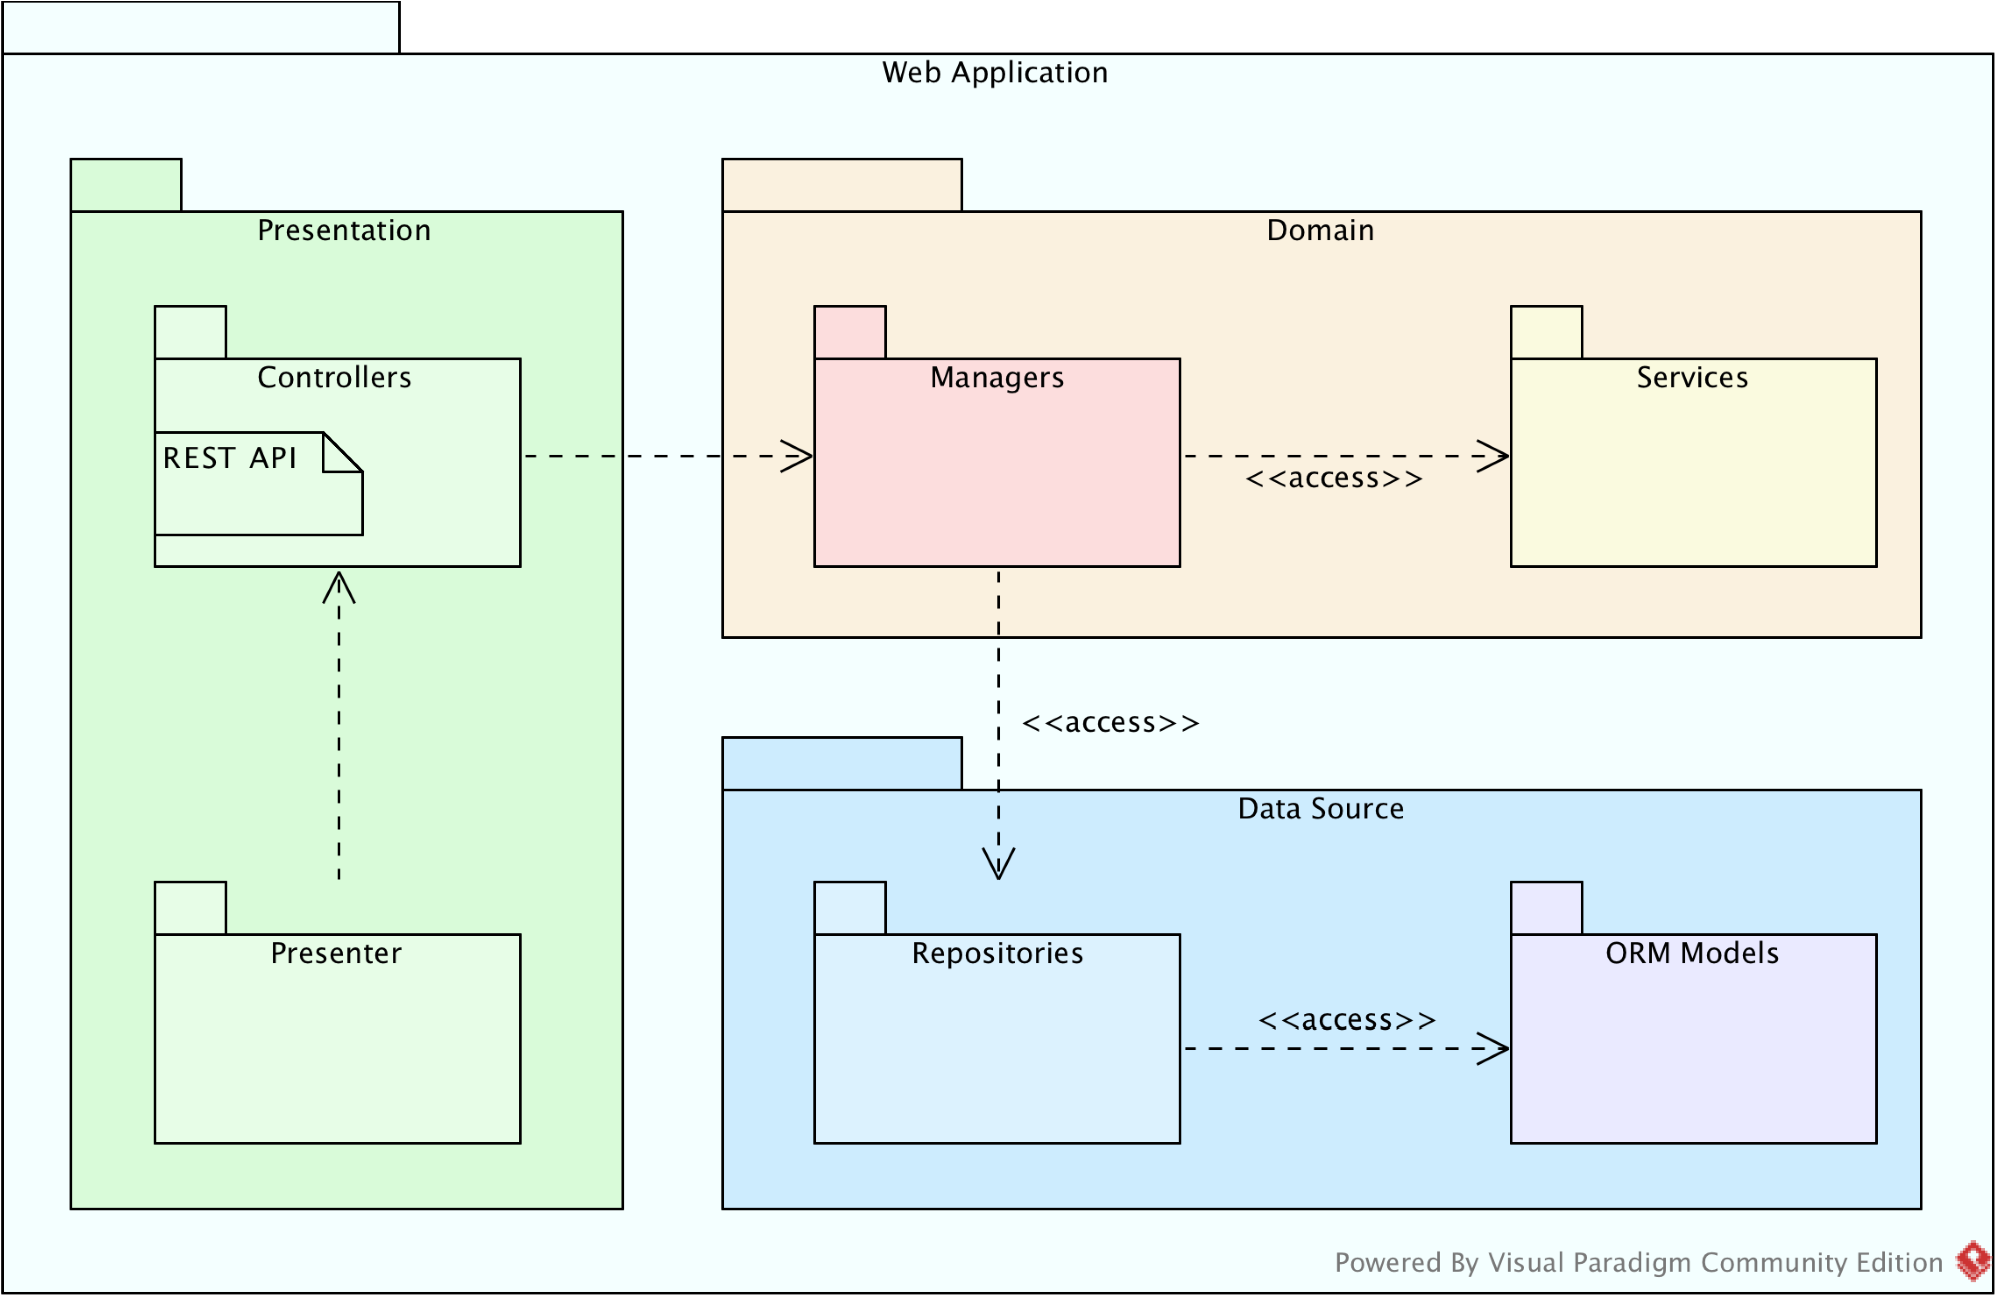 Web Application
Presentation
Domain
Controllers
Managers
Services
REST API
<<access>>
<<access>>
Data Source
Presenter
Repositories
ORM Models
<<access>>
Powered By Visual Paradigm Community Edition